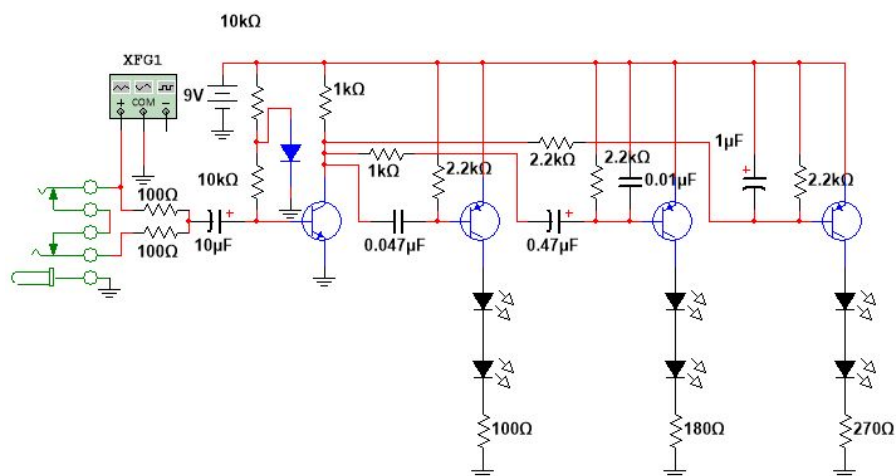 10kΩ
XFG1
+ COM −
9V
1kΩ
1µF
+
2.2kΩ
1kΩ
2.2kΩ
2.2kΩ
0.01µF
2.2kΩ
10kΩ
100Ω
+
100Ω
10µF
0.047µF
+
0.47µF
100Ω
180Ω
270Ω